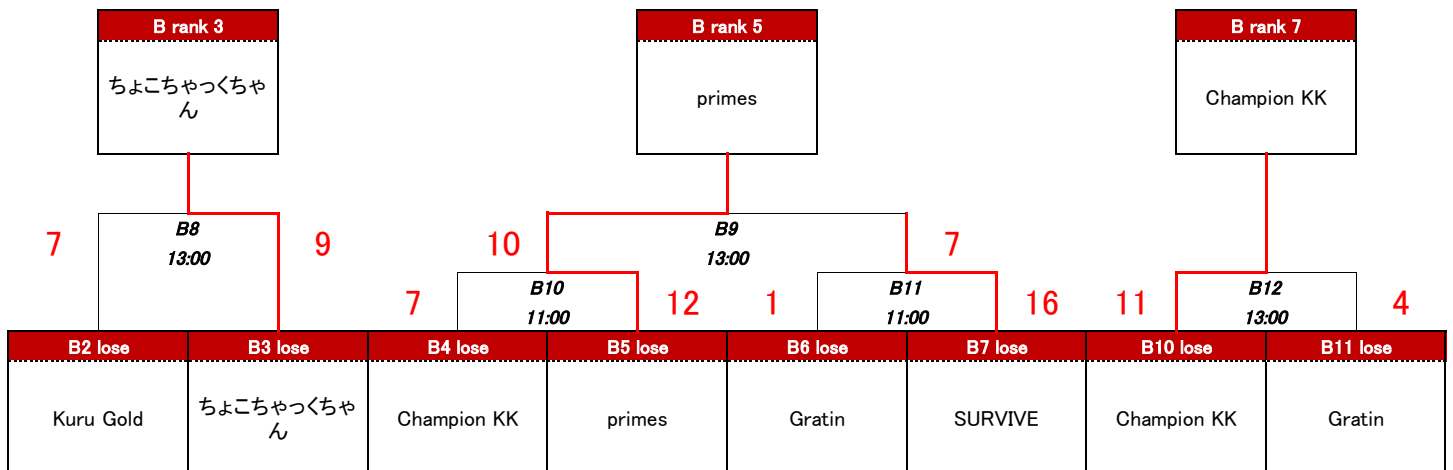 B rank 3
B rank 5
B rank 7
ちょこちゃっくちゃ
ん
primes
Champion KK
7
B8
13:00
9
10
B9
13:00
7
7
B10
11:00
12
1
B11
11:00
16
11
B12
13:00
4
B2 lose
B3 lose
B4 lose
B5 lose
B6 lose
B7 lose
B10 lose
B11 lose
Kuru Gold
ちょこちゃっくちゃ
ん
Champion KK
primes
Gratin
SURVIVE
Champion KK
Gratin